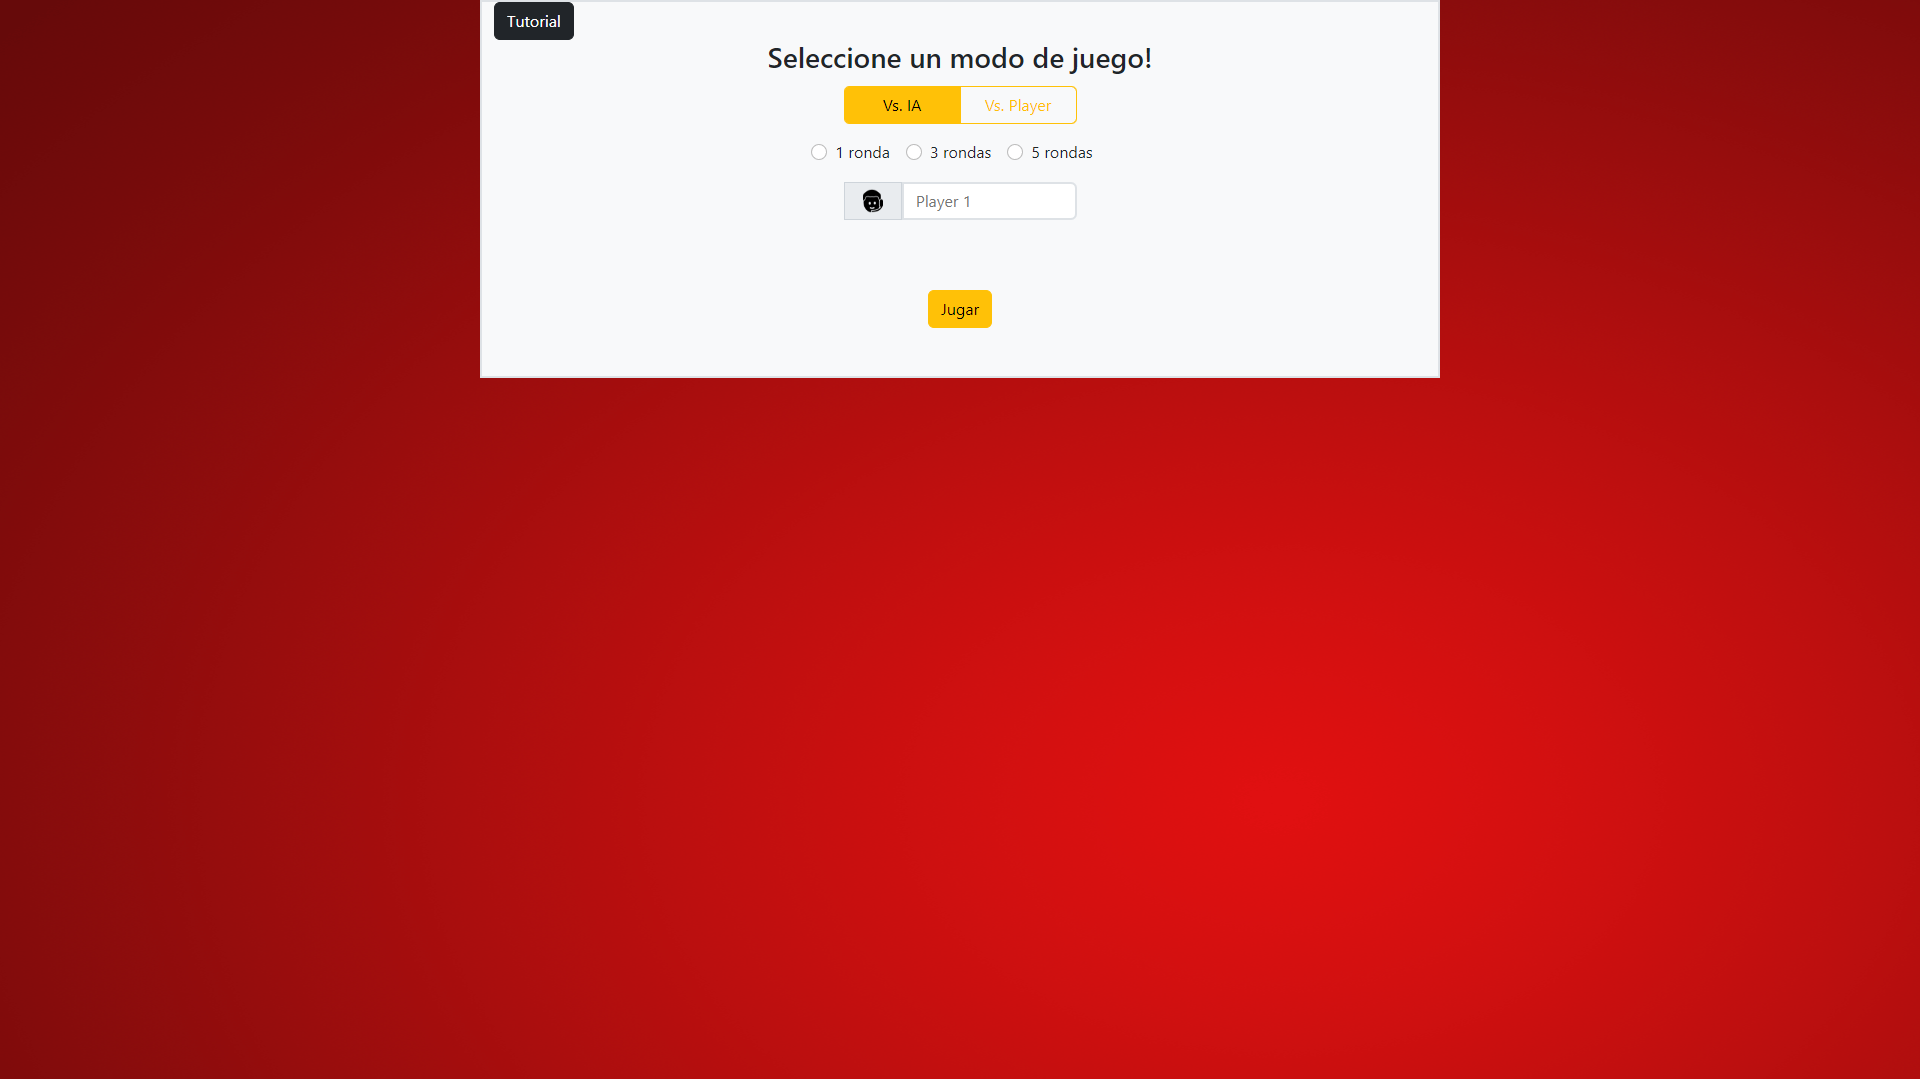 Tutorial
Seleccione un modo de juego!
Vs. IA Vs. Player
1 ronda 3 rondas 5 rondas
Player 1
Jugar